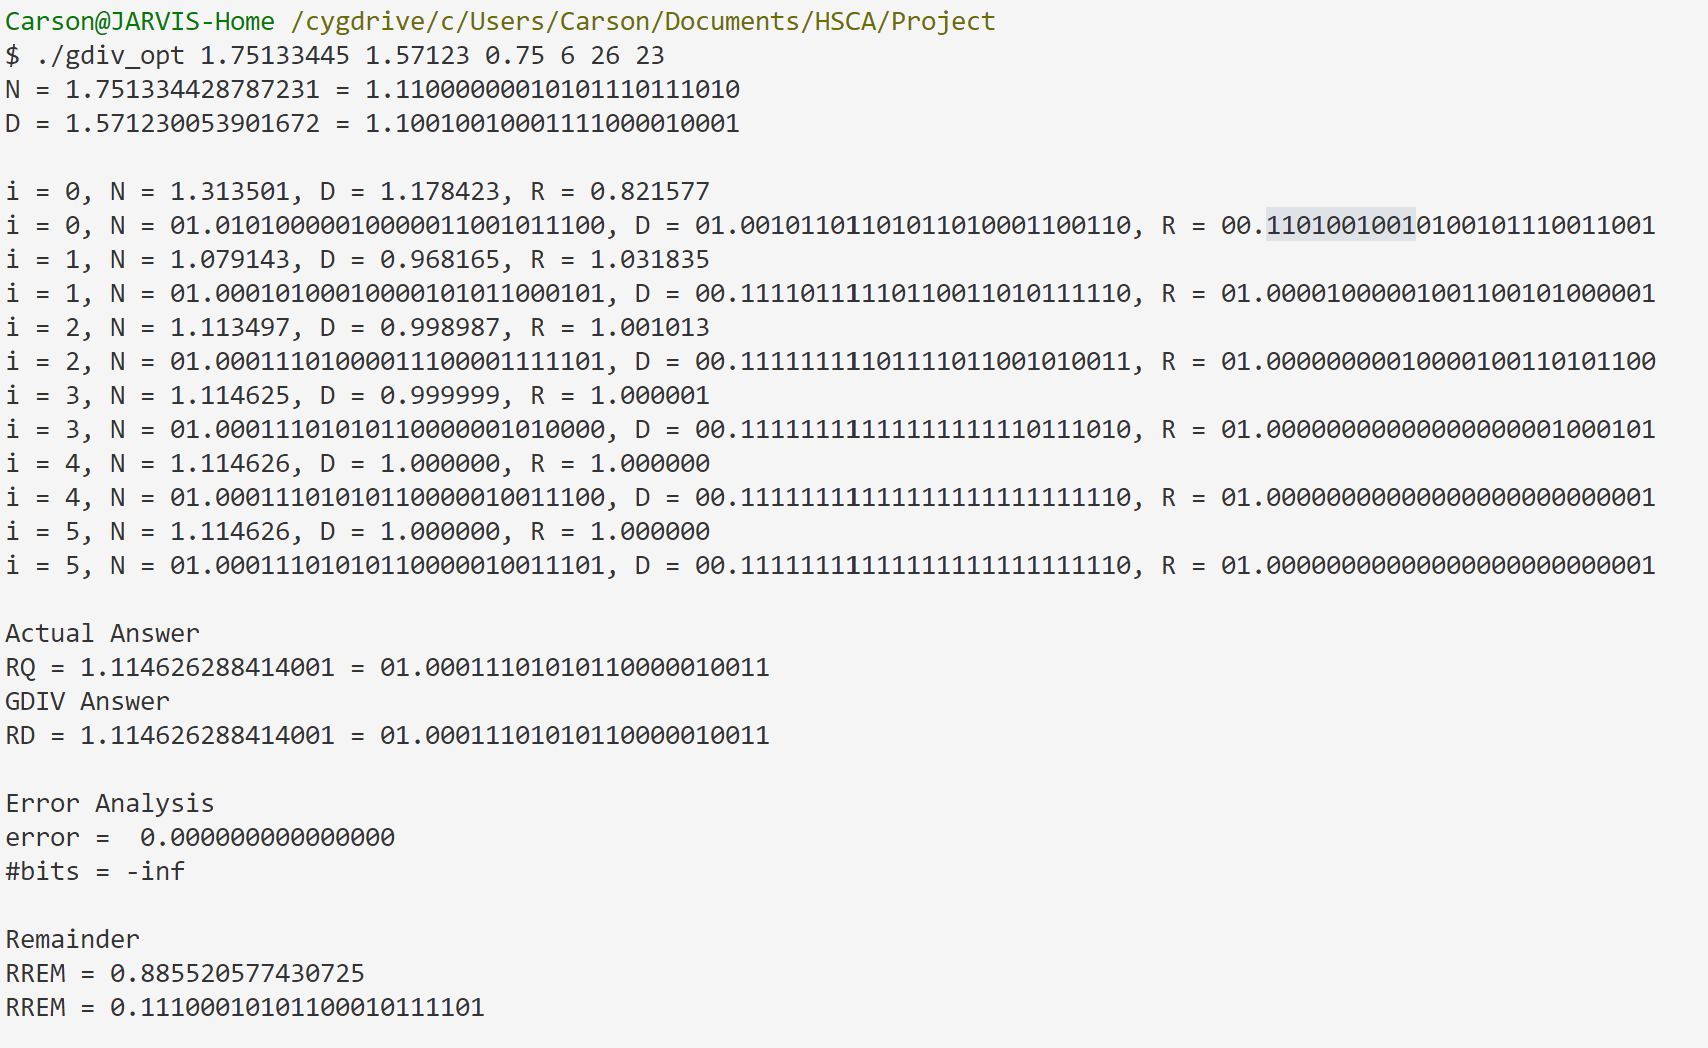 Carson@JARVIS-Home /cygdrive/c/Users/Carson/Documents/HSCA/Project
$ ./gdiv_opt 1.75133445 1.57123 0.75 6 26 23
N = 1.751334428787231 = 1.11000000010101110111010
D = 1.571230053901672 = 1.10010010001111000010001
i = 0, N = 1.313501, D = 1.178423, R = 0.821577
i = 0, N = 01.01010000010000011001011100, D = 01.00101101101011010001100110, R = 00.11010010010100101110011001
i = 1, N = 1.079143, D = 0.968165, R = 1.031835
i = 1, N = 01.00010100010000101011000101, D = 00.11110111110110011010111110, R = 01.00001000001001100101000001
i = 2, N = 1.113497, D = 0.998987, R = 1.001013
i = 2, N = 01.00011101000011100001111101, D = 00.11111111101111011001010011, R = 01.00000000010000100110101100
i = 3, N = 1.114625, D = 0.999999, R = 1.000001
i = 3, N = 01.00011101010110000001010000, D = 00.11111111111111111110111010, R = 01.00000000000000000001000101
i = 4, N = 1.114626, D = 1.000000, R = 1.000000
i = 4, N = 01.00011101010110000010011100, D = 00.11111111111111111111111110, R = 01.00000000000000000000000001
i = 5, N = 1.114626, D = 1.000000, R = 1.000000
i = 5, N = 01.00011101010110000010011101, D = 00.11111111111111111111111110, R = 01.00000000000000000000000001
Actual Answer
RQ = 1.114626288414001 = 01.00011101010110000010011
GDIV Answer
RD = 1.114626288414001 = 01.00011101010110000010011
Error Analysis
error =  0.000000000000000
#bits = -inf
Remainder
RREM = 0.885520577430725
RREM = 0.11100010101100010111101